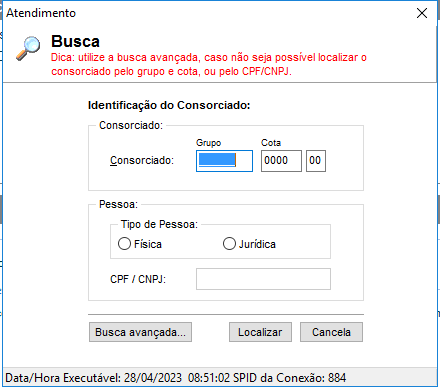 Atendimento
Busca
Dica: utilize a busca avançada, caso não seja possível localizar o
consorciado pelo grupo e cota, ou pelo CPF/CNPJ.
Identificação do Consorciado:
Consorciado:
Grupo Cota
Consorciado: 0000 00
Pessoa:
Tipo de Pessoa:
Física Jurídica
CPF / CNPJ:
Busca avançada... Localizar Cancela
Data/Hora Executável: 28/04/2023 08:51:02 SPID da Conexão: 884